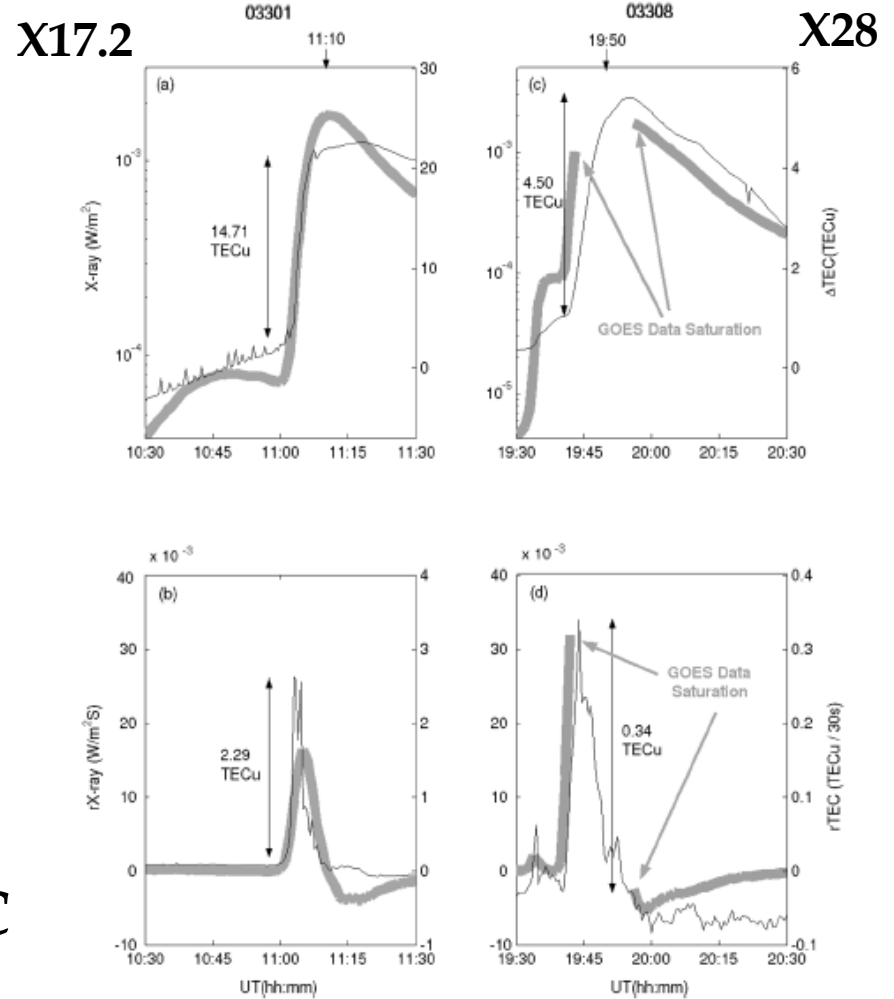 X17.2
03301
11:10
03308
19:50
X28
(a)
30
20
10
0
10⁻³
10⁻⁴
X-ray (W/m²)
14.71
TECu
10:30 10:45 11:00 11:15 11:30
(c)
6
4
2
0
10⁻³
10⁻⁴
10⁻⁵
4.50
TECu
GOES Data Saturation
ΔTEC(TECu)
19:30 19:45 20:00 20:15 20:30
x 10⁻³
(b)
40
30
20
10
0
-10
4
3
2
1
0
-1
rX-ray (W/m²S)
2.29
TECu
10:30 10:45 11:00 11:15 11:30
UT(hh:mm)
x 10⁻³
(d)
40
30
20
10
0
-10
0.4
0.3
0.2
0.1
0
-0.1
GOES Data
Saturation
0.34
TECu
rTEC (TECu / 30s)
19:30 19:45 20:00 20:15 20:30
UT(hh:mm)
C